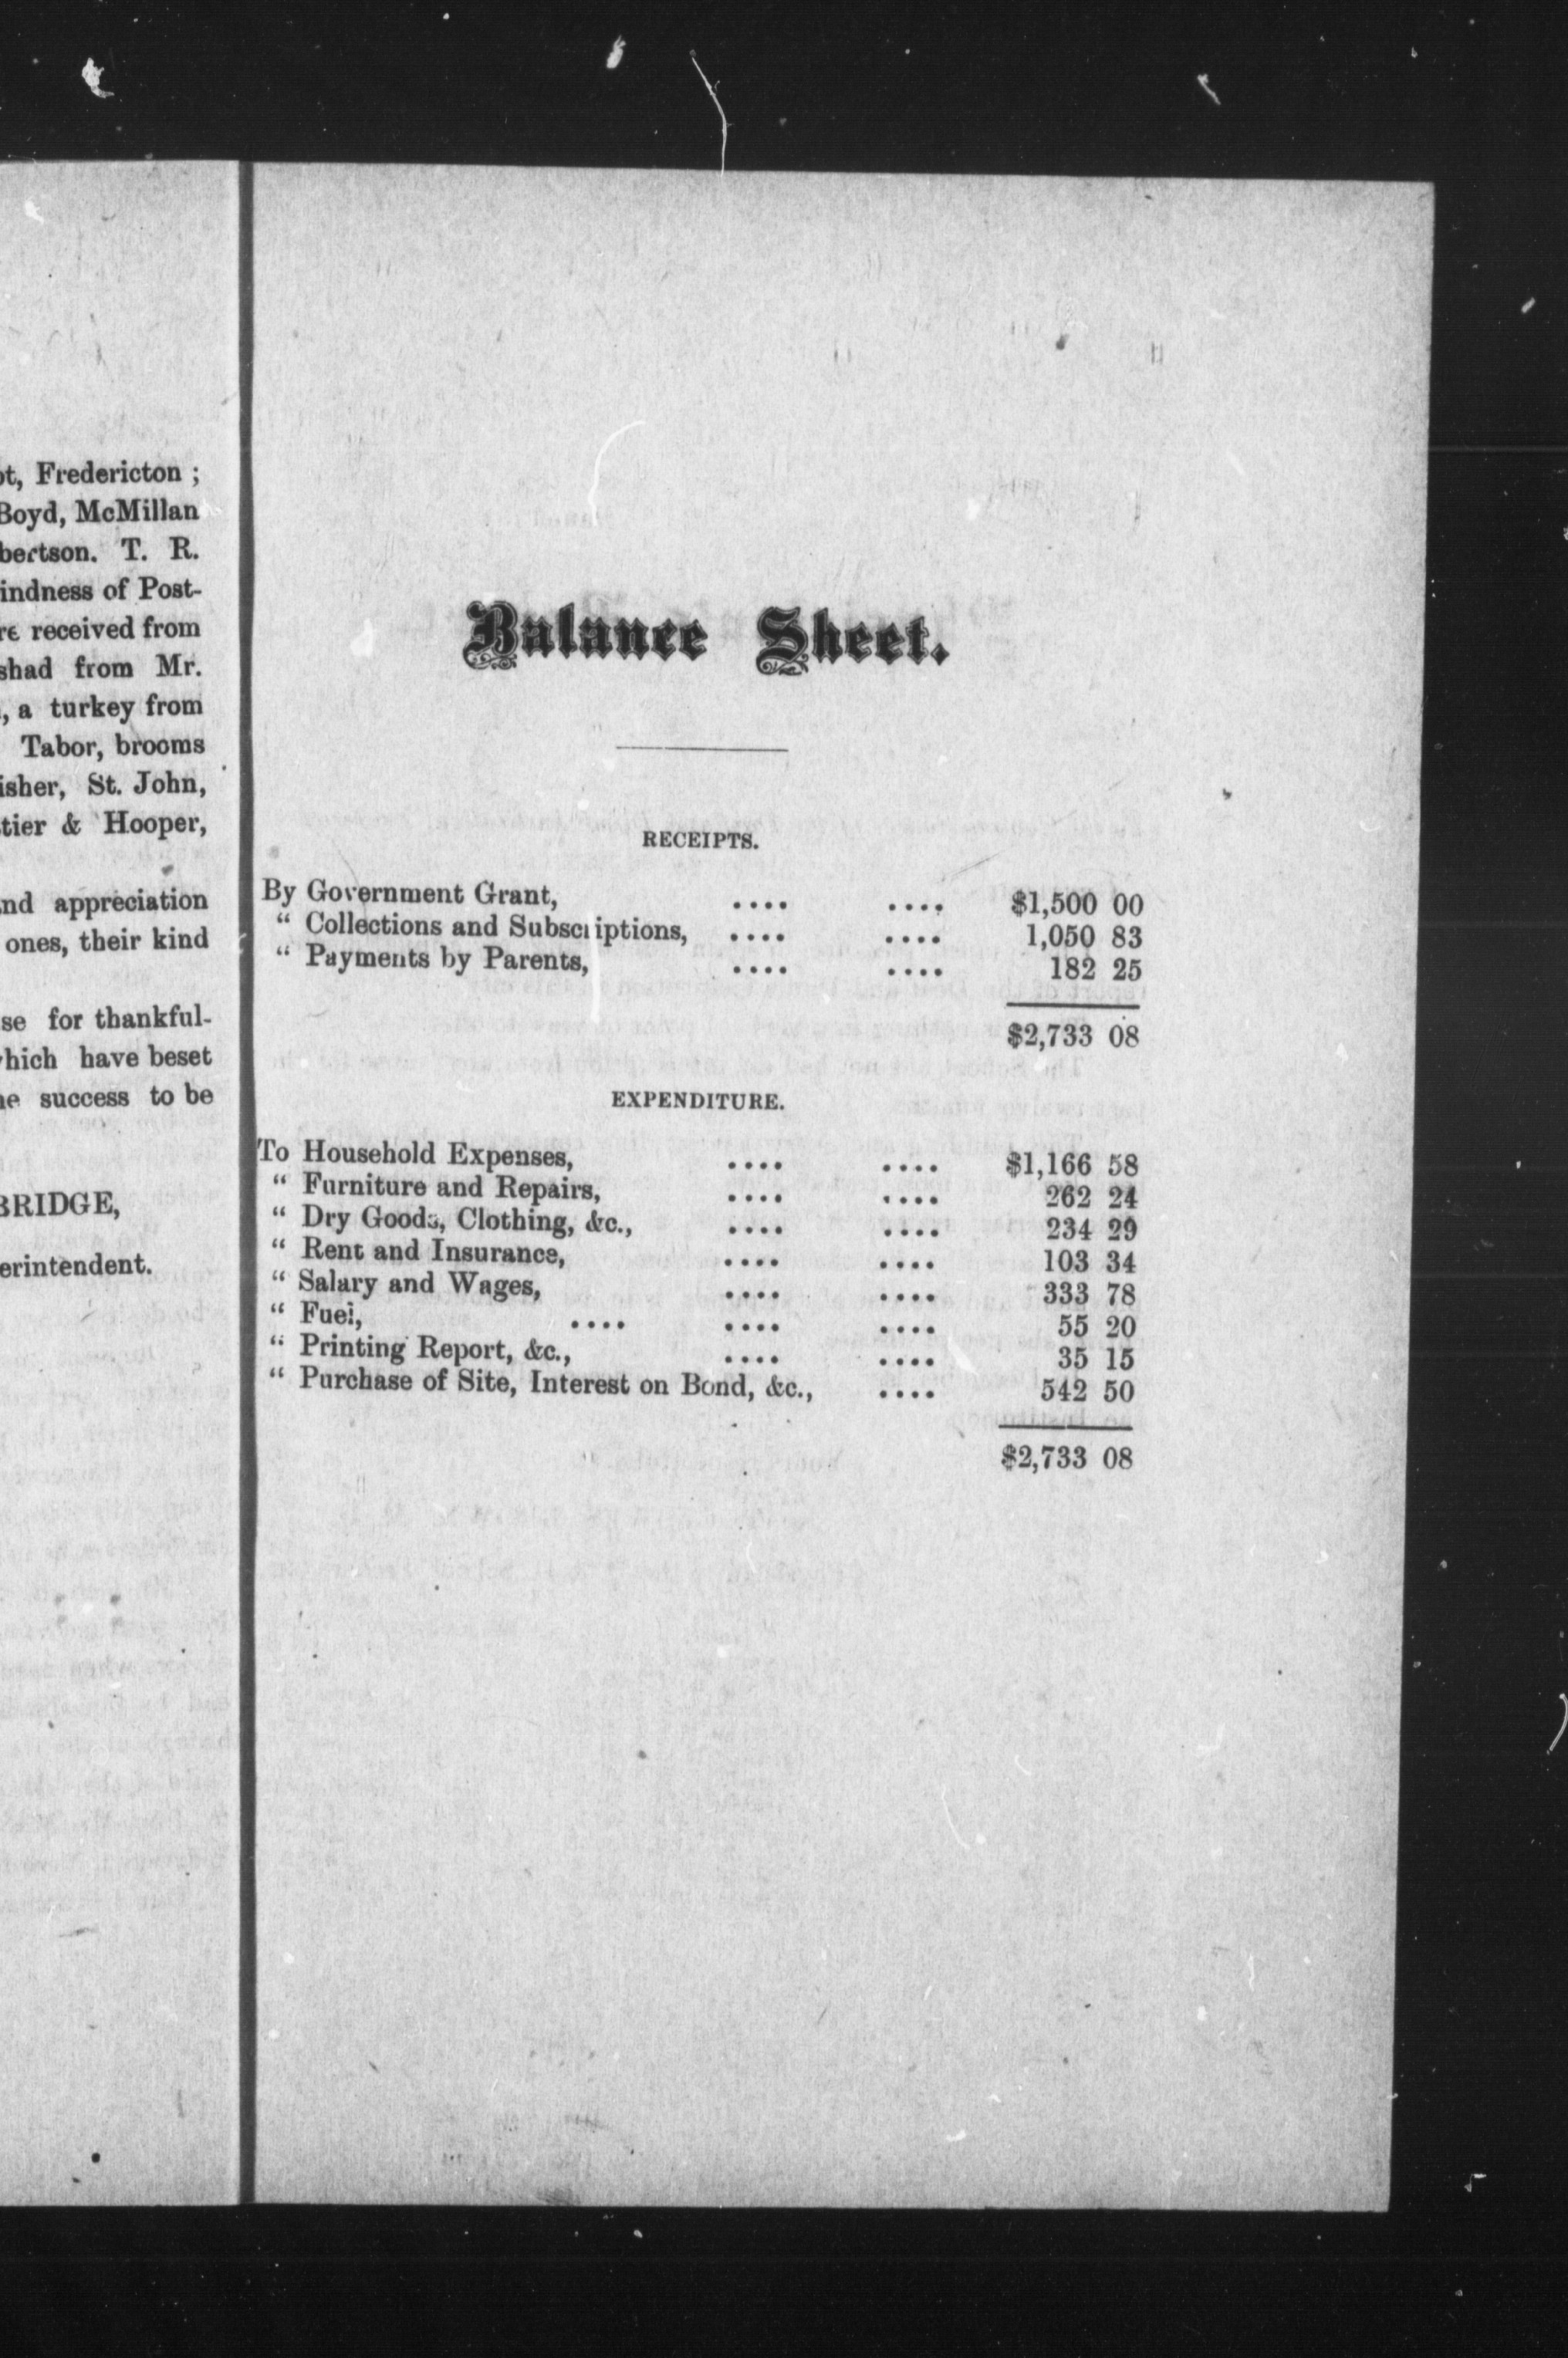 ot, Fredericton ;
Boyd, McMillan
bertson. T. R.
indness of Post-
re received from
shad from Mr.
, a turkey from
Tabor, brooms
isher, St. John,
tier & Hooper,
nd appreciation
ones, their kind
se for thankful-
hich have beset
he success to be
BRIDGE,
erintendent.
Balance Sheet.
RECEIPTS.
By Government Grant, .... .... $1,500 00
“ Collections and Subscriptions, .... .... 1,050 83
“ Payments by Parents, .... .... 182 25
$2,733 08
EXPENDITURE.
To Household Expenses, .... .... $1,166 58
“ Furniture and Repairs, .... .... 262 24
“ Dry Goods, Clothing, &c., .... .... 234 29
“ Rent and Insurance, .... .... 103 34
“ Salary and Wages, .... .... 333 78
“ Fuel, .... .... .... 55 20
“ Printing Report, &c., .... .... 35 15
“ Purchase of Site, Interest on Bond, &c., .... 542 50
$2,733 08